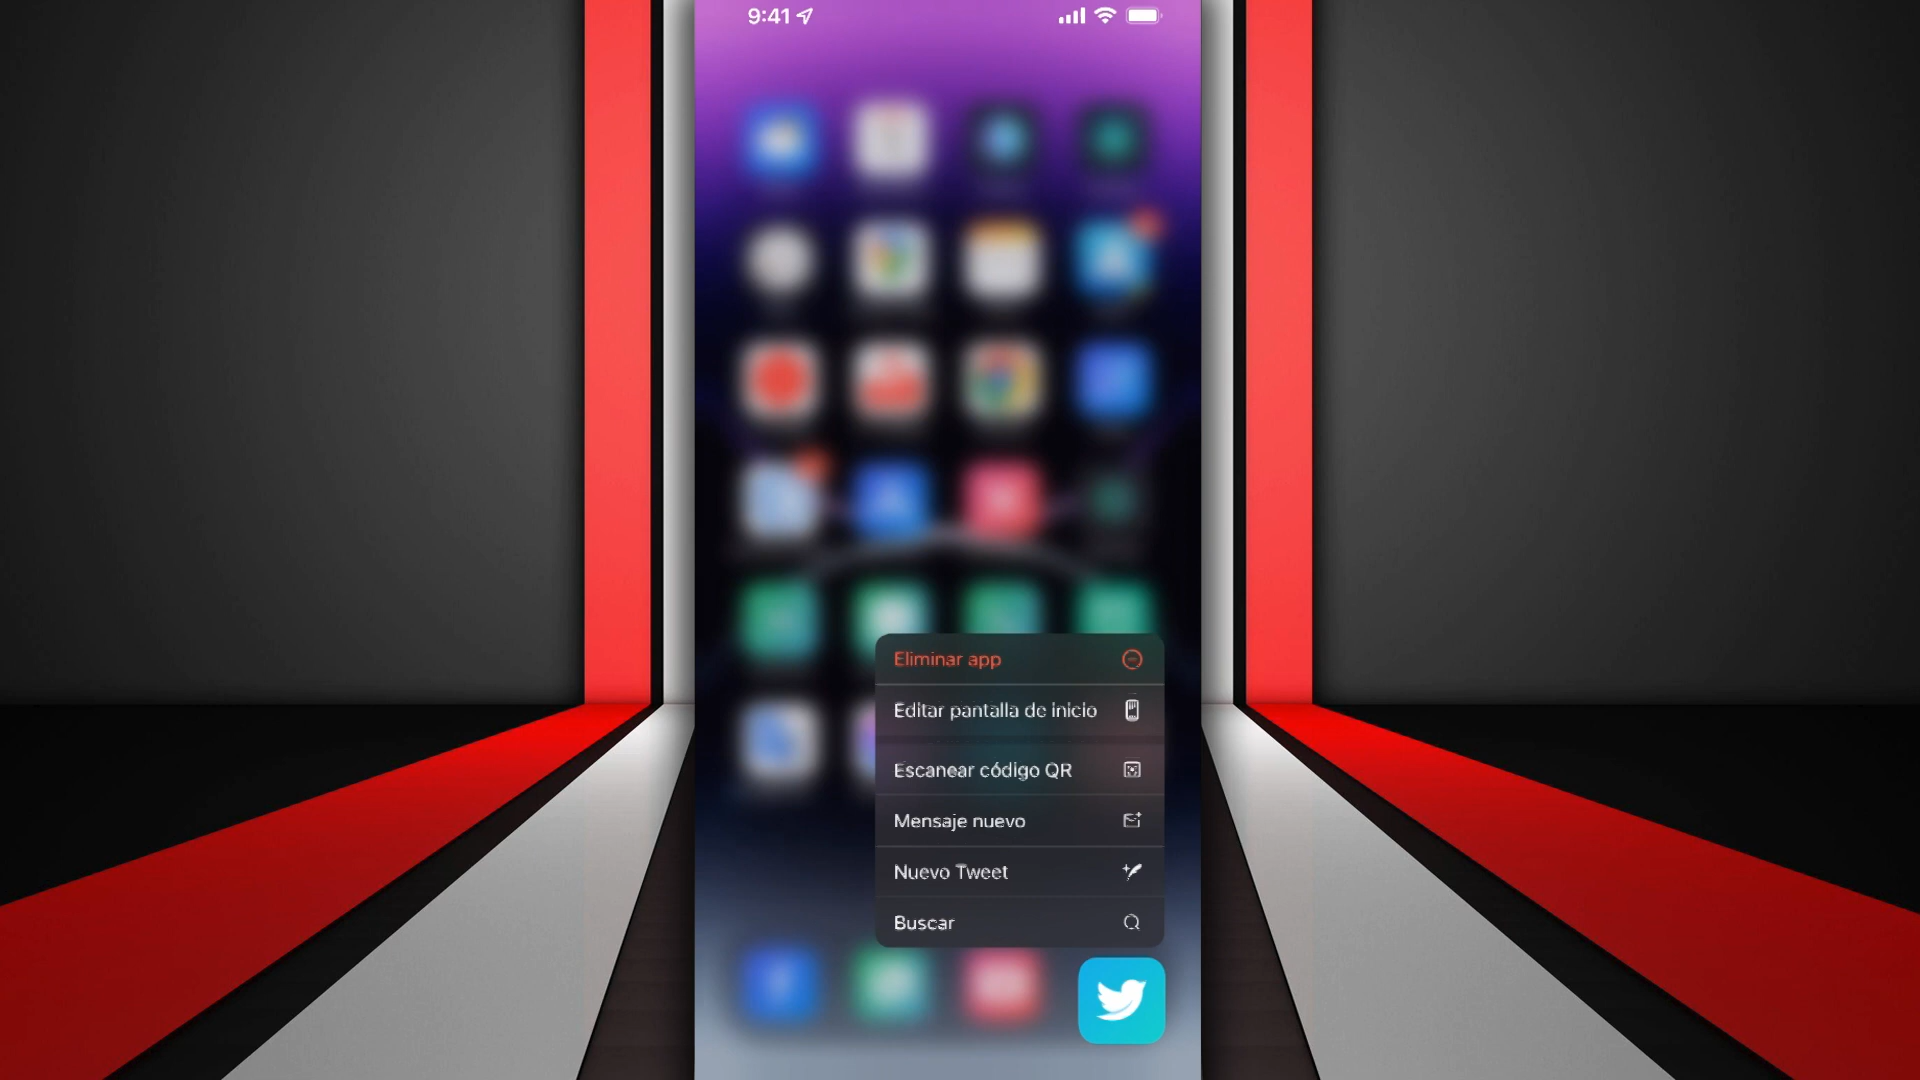 9:41
Eliminar app
Editar pantalla de inicio
Escanear código QR
Mensaje nuevo
Nuevo Tweet
Buscar